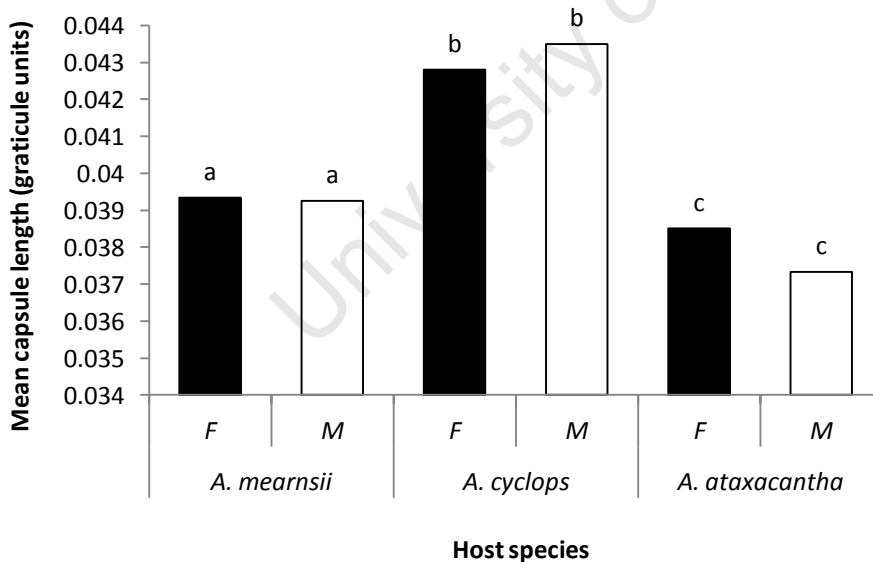 Mean capsule length (graticule units)
0.044
0.043
0.042
0.041
0.04
0.039
0.038
0.037
0.036
0.035
0.034
a
a
b
b
c
c
F
M
F
M
F
M
A. mearnsii
A. cyclops
A. ataxacantha
Host species
University o